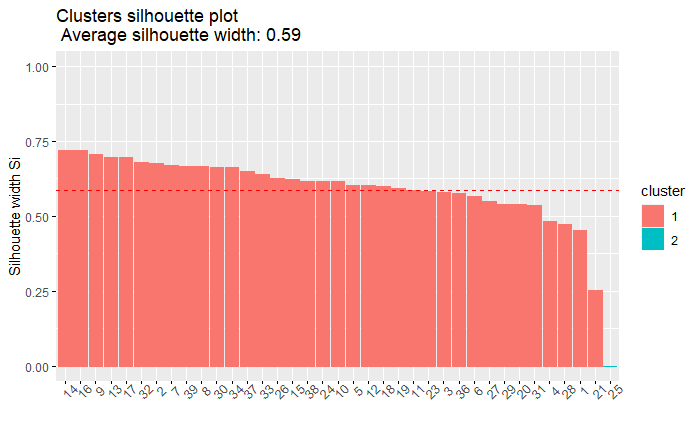 Clusters silhouette plot
Average silhouette width: 0.59
1.00
0.75
0.50
0.25
0.00
Silhouette width Si
14 16 9 13 17 32 2 7 39 8 30 34 37 33 26 15 38 24 10 5 12 18 19 11 23 3 36 6 27 29 20 31 4 28 1 21 25
cluster
1
2